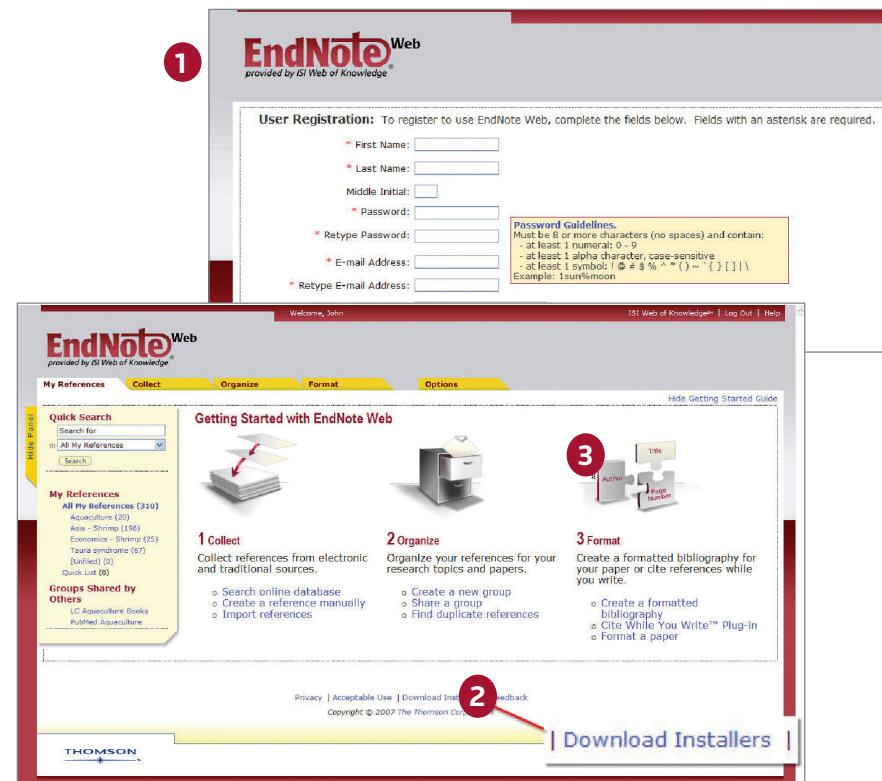 1
EndNote Web
provided by ISI Web of Knowledge
User Registration: To register to use EndNote Web, complete the fields below. Fields with an asterisk are required.
* First Name:
* Last Name:
Middle Initial:
* Password:
* Retype Password:
* E-mail Address:
* Retype E-mail Address:
Password Guidelines.
Must be 8 or more characters (no spaces) and contain:
- at least 1 numeral: 0 - 9
- at least 1 alpha character, case-sensitive
- at least 1 symbol: ! @ # $ % ^ * ( ) ~ ` { } [ ] | \
Example: 1sun%moon
Welcome, John
ISI Web of Knowledge℠ | Log Out | Help
EndNote Web
provided by ISI Web of Knowledge
My References Collect Organize Format Options
Hide Getting Started Guide
Hide Panel
Quick Search
Search for
in All My References
Search
My References
All My References (310)
Aquaculture (20)
Asia - Shrimp (198)
Economics - Shrimp (25)
Taura syndrome (67)
[Unfiled] (0)
Quick List (0)
Groups Shared by
Others
LC Aquaculture Books
PubMed Aquaculture
Getting Started with EndNote Web
1 Collect
Collect references from electronic
and traditional sources.
Search online database
Create a reference manually
Import references
2 Organize
Organize your references for your
research topics and papers.
Create a new group
Share a group
Find duplicate references
3
Title
Author
Page
Number
3 Format
Create a formatted bibliography for
your paper or cite references while
you write.
Create a formatted
bibliography
Cite While You Write™ Plug-In
Format a paper
Privacy | Acceptable Use | Download Inst
Copyright © 2007 The Thomson
2
| Download Installers |
THOMSON